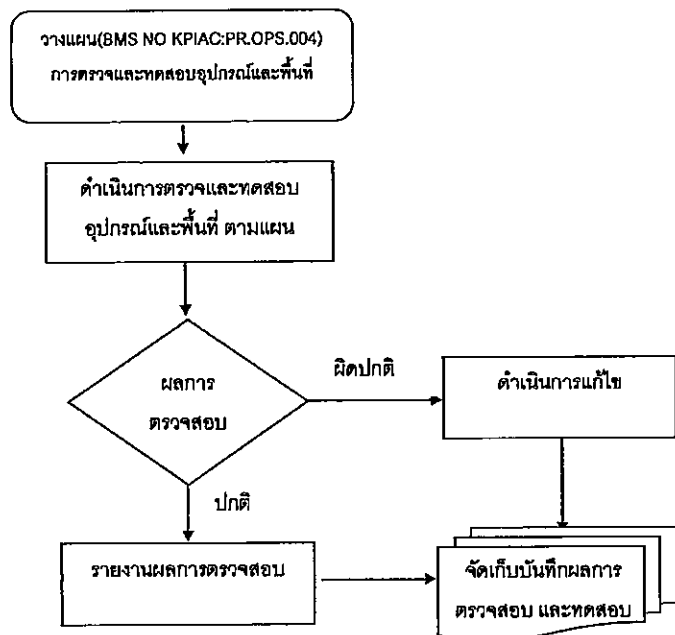 วางแผน(BMS NO KPIAC:PR.OPS.004)
การตรวจและทดสอบอุปกรณ์และพื้นที่
ดำเนินการตรวจและทดสอบ
อุปกรณ์และพื้นที่ ตามแผน
ผลการ
ตรวจสอบ
ผิดปกติ
ดำเนินการแก้ไข
ปกติ
รายงานผลการตรวจสอบ
จัดเก็บบันทึกผลการ
ตรวจสอบ และทดสอบ